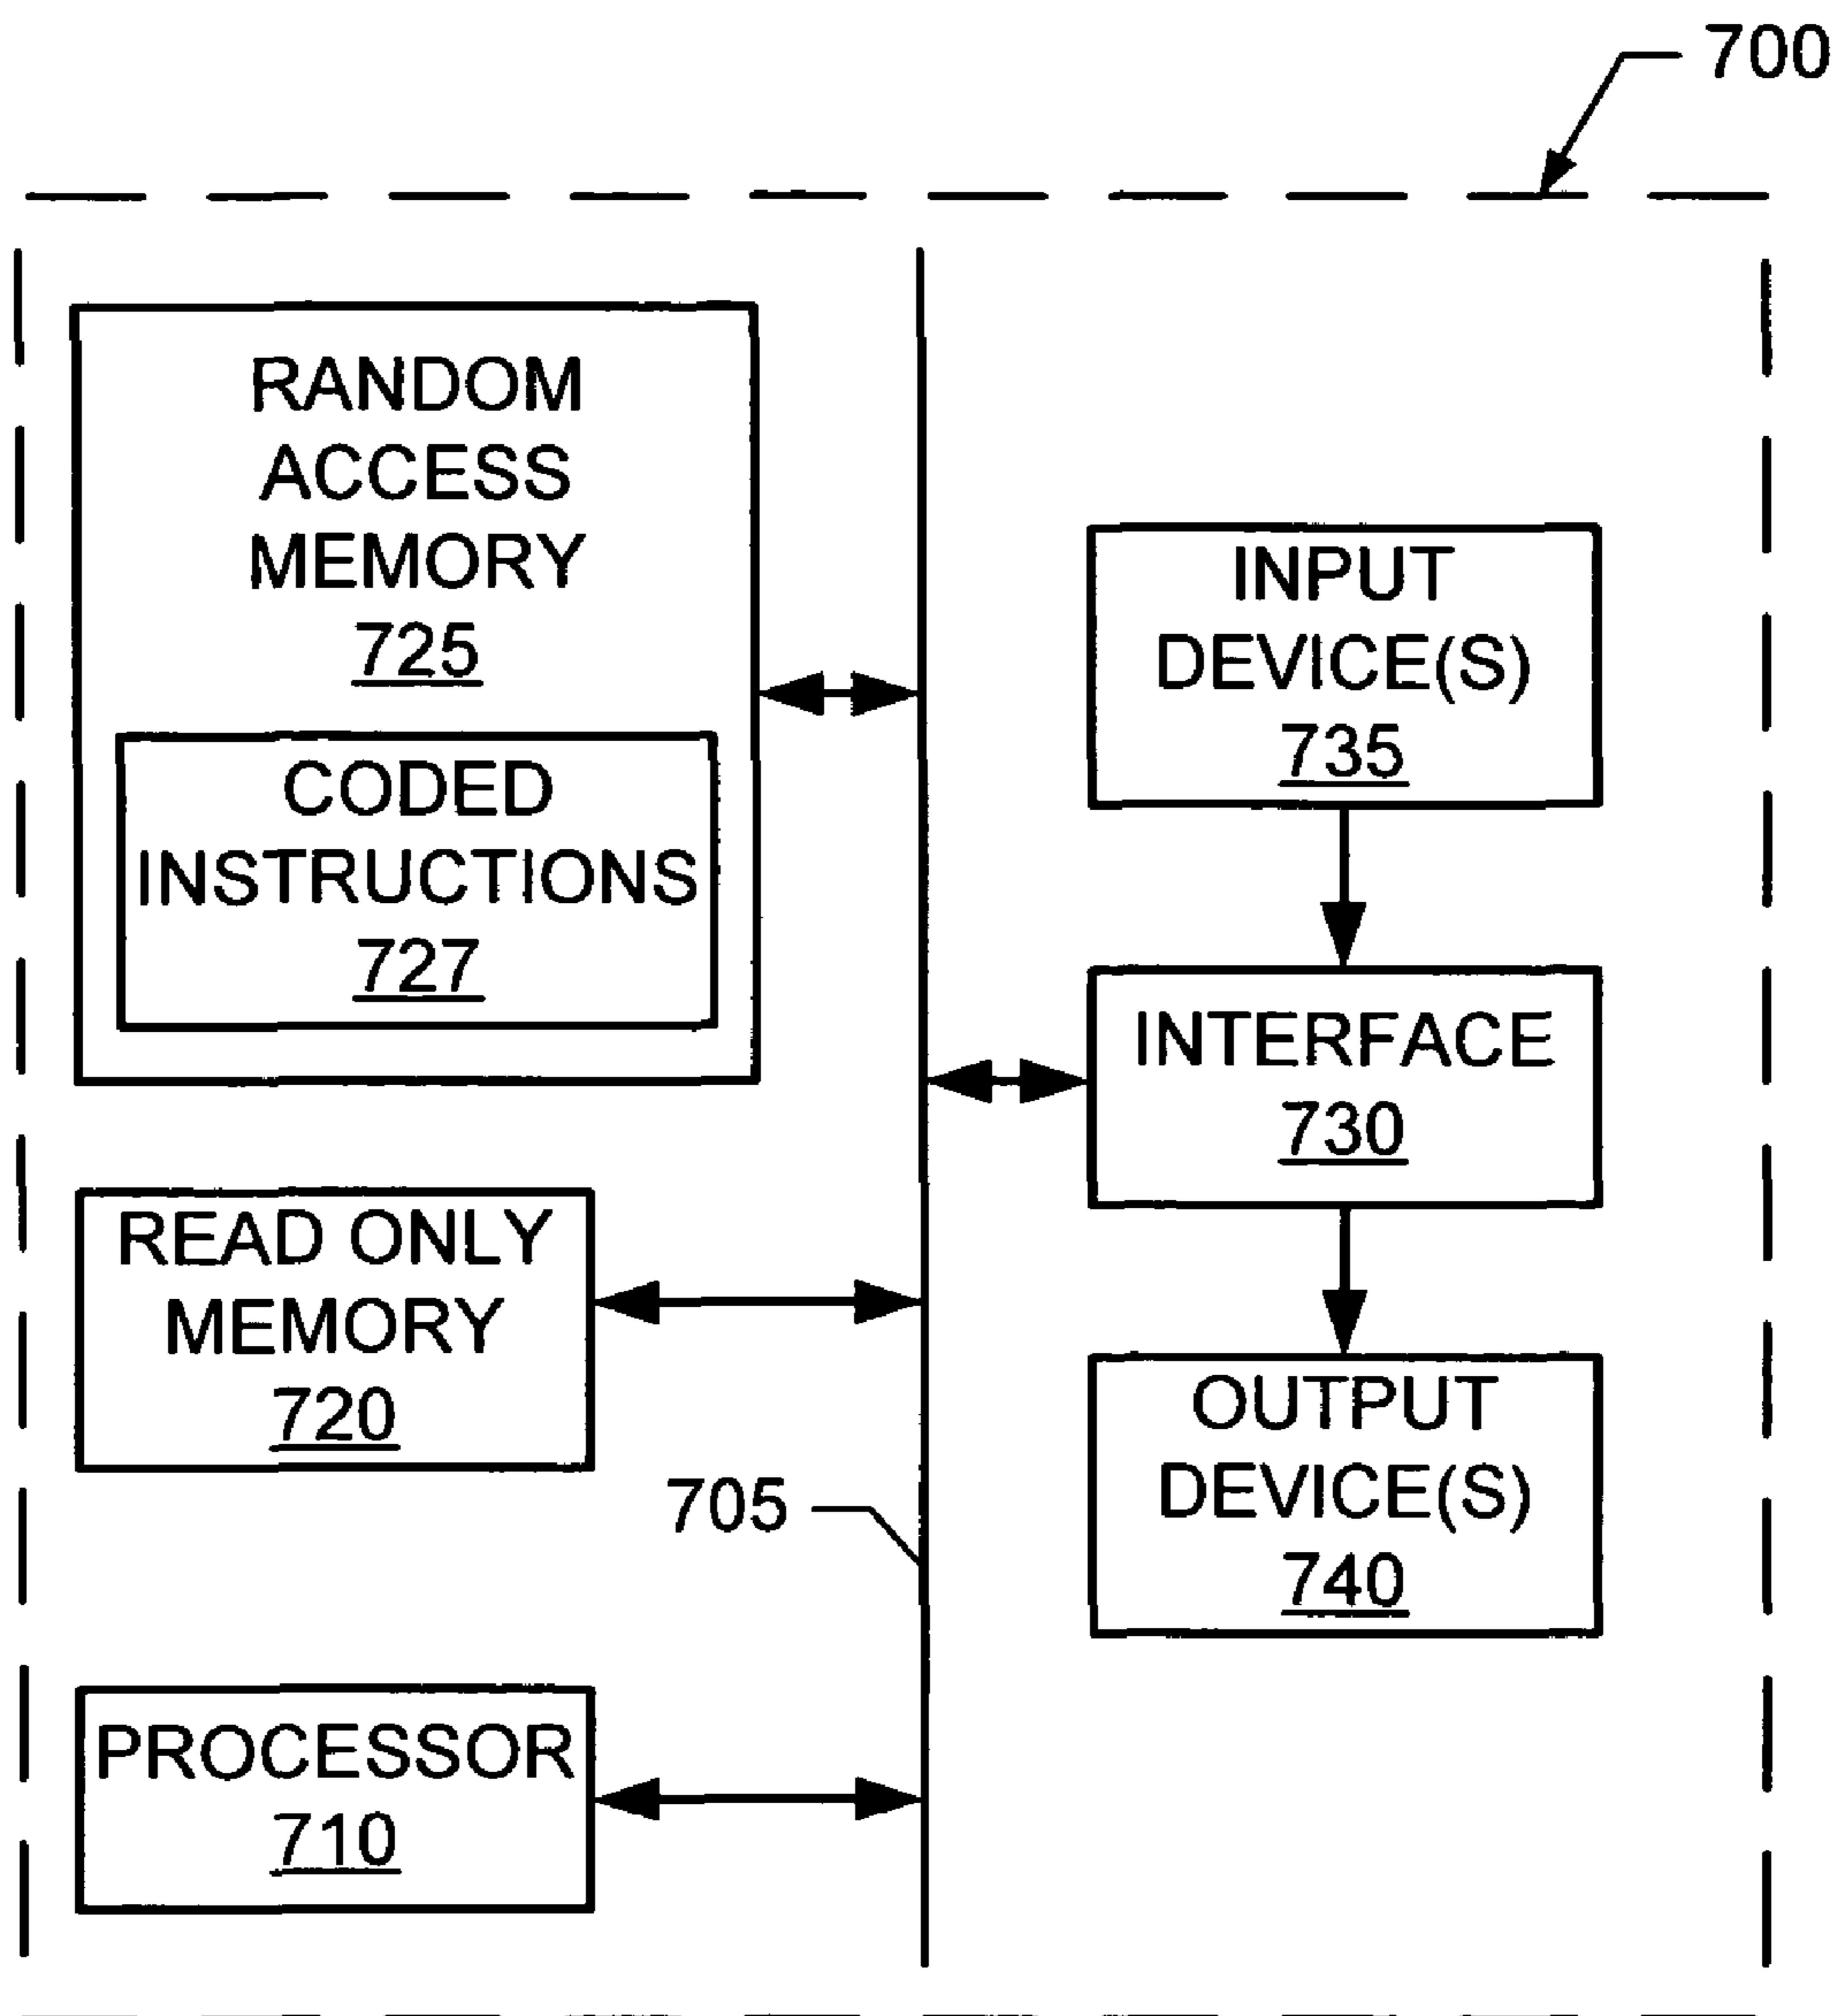 700
RANDOM
ACCESS
MEMORY
725
CODED
INSTRUCTIONS
727
READ ONLY
MEMORY
720
705
PROCESSOR
710
INPUT
DEVICE(S)
735
INTERFACE
730
OUTPUT
DEVICE(S)
740